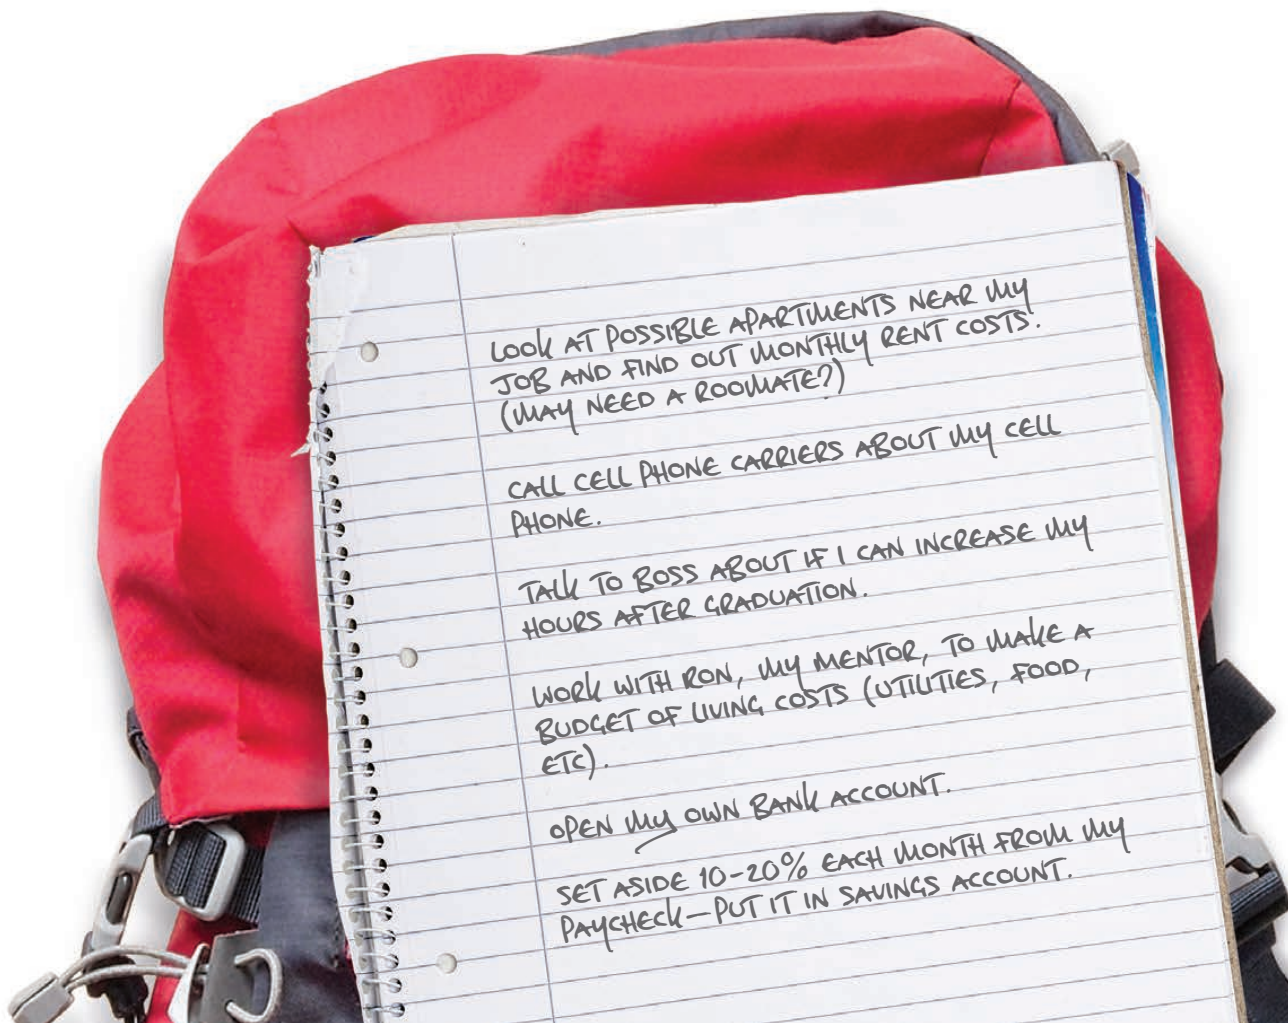 LOOK AT POSSIBLE APARTMENTS NEAR MY
JOB AND FIND OUT MONTHLY RENT COSTS.
(MAY NEED A ROOMATE?)
CALL CELL PHONE CARRIERS ABOUT MY CELL
PHONE.
TALK TO BOSS ABOUT IF I CAN INCREASE MY
HOURS AFTER GRADUATION.
WORK WITH RON, MY MENTOR, TO MAKE A
BUDGET OF LIVING COSTS (UTILITIES, FOOD,
ETC).
OPEN MY OWN BANK ACCOUNT.
SET ASIDE 10-20% EACH MONTH FROM MY
PAYCHECK—PUT IT IN SAVINGS ACCOUNT.